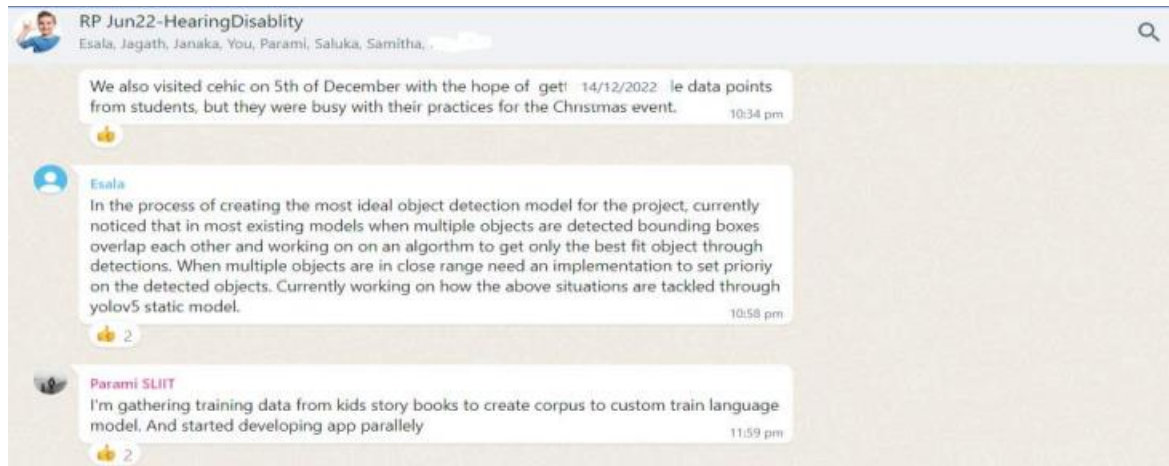 RP Jun22-HearingDisablity
Esala, Jagath, Janaka, You, Parami, Saluka, Samitha,
We also visited cehic on 5th of December with the hope of get 14/12/2022 le data points
from students, but they were busy with their practices for the Christmas event.
10:34 pm
Esala
In the process of creating the most ideal object detection model for the project, currently
noticed that in most existing models when multiple objects are detected bounding boxes
overlap each other and working on on an algorthm to get only the best fit object through
detections. When multiple objects are in close range need an implementation to set prioriy
on the detected objects. Currently working on how the above situations are tackled through
yolov5 static model.
10:58 pm
2
Parami SLIIT
I'm gathering training data from kids story books to create corpus to custom train language
model. And started developing app parallely
11:59 pm
2